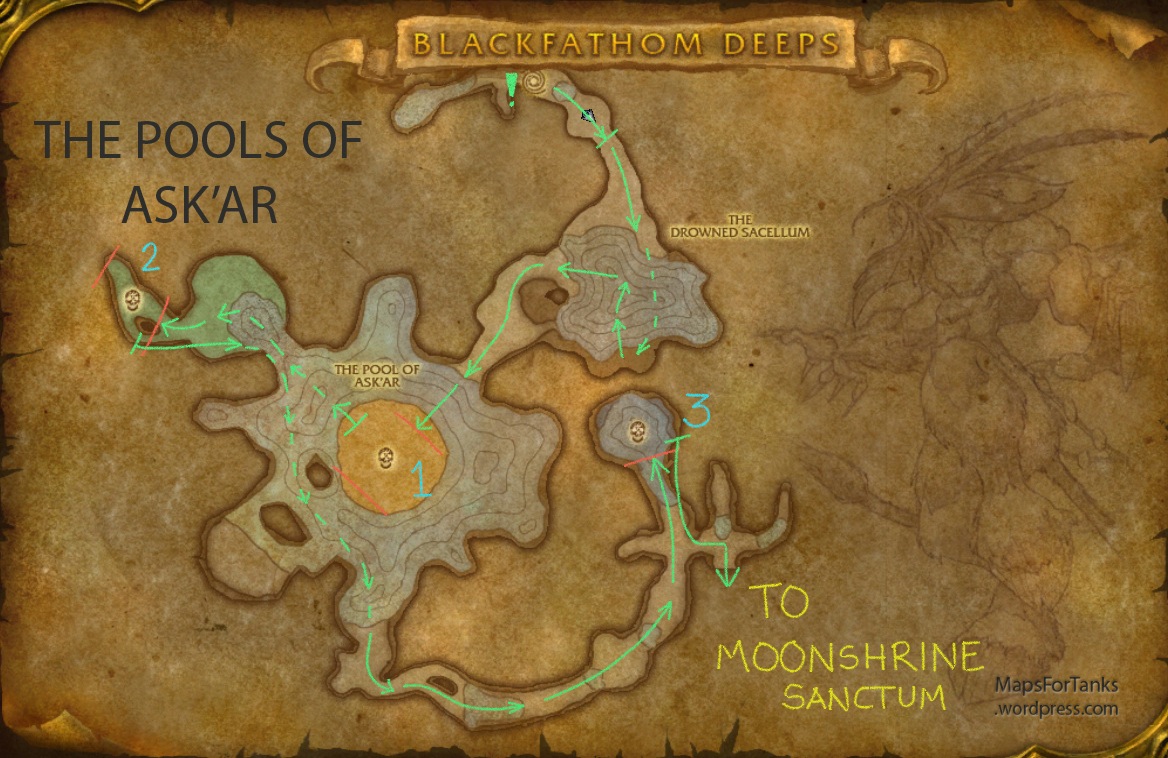 BLACKFATHOM DEEPS
!
THE POOLS OF
ASK'AR
THE
DROWNED SACELLUM
2
THE POOL OF
ASK'AR
1
3
TO
MOONSHRINE
SANCTUM
MapsForTanks
.wordpress.com